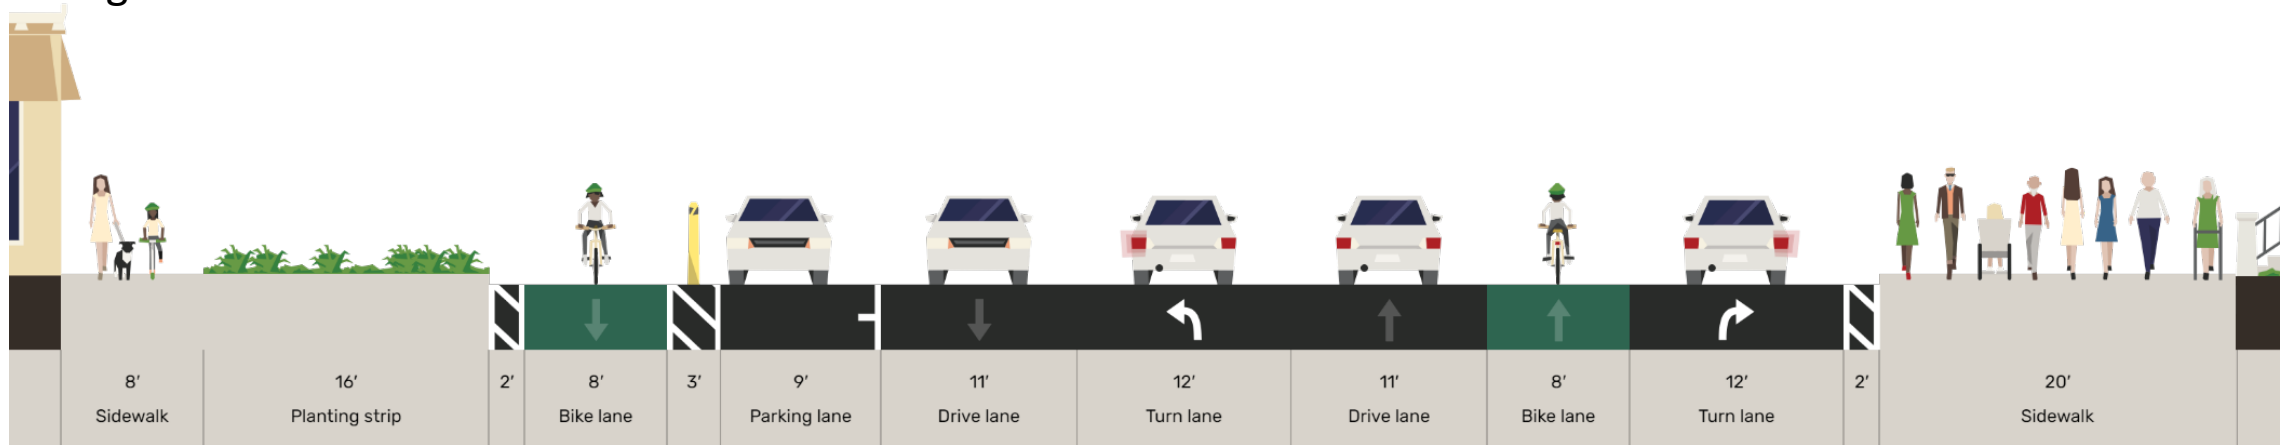 8' 16' 2' 8' 3' 9' 11' 12' 11' 8' 12' 2' 20'
Sidewalk Planting strip Bike lane Parking lane Drive lane Turn lane Drive lane Bike lane Turn lane Sidewalk